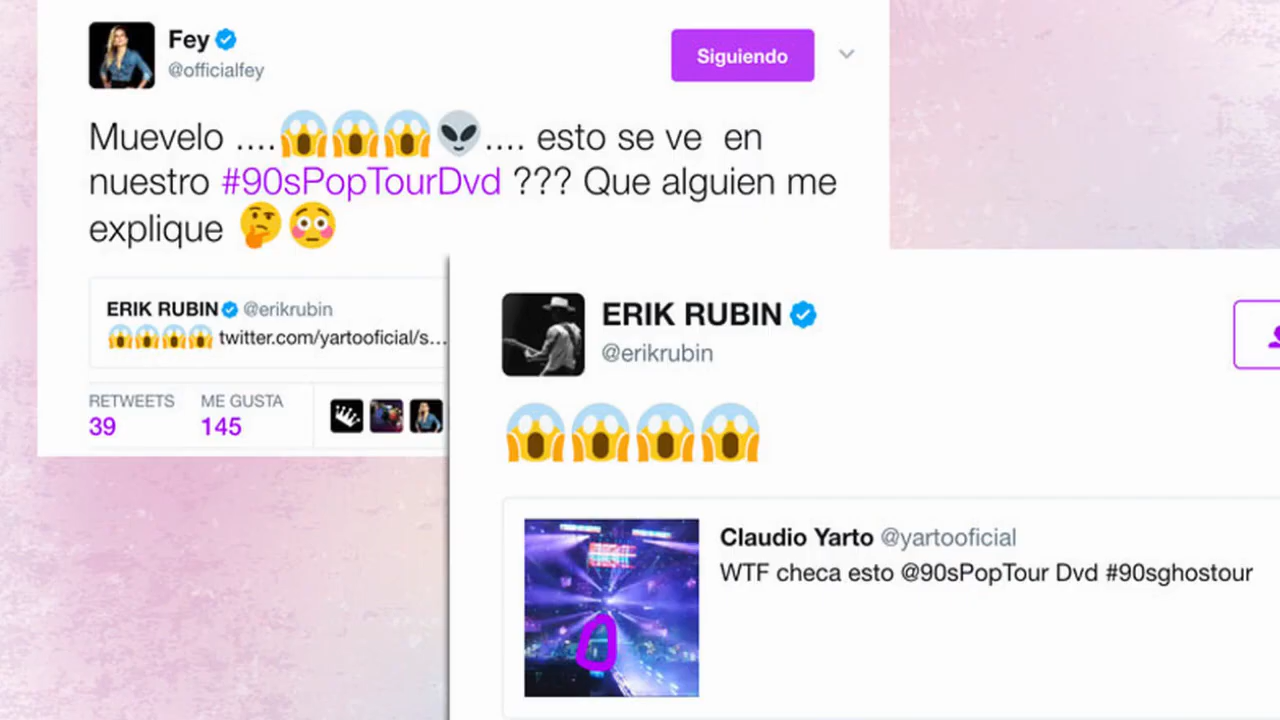 Fey
@officialfey
Siguiendo
Muevelo ....😱😱😱👽.... esto se ve en
nuestro #90sPopTourDvd ??? Que alguien me
explique 🤔😳
ERIK RUBIN @erikrubin
😱😱😱😱 twitter.com/yartooficial/s...
RETWEETS ME GUSTA
39 145
ERIK RUBIN
@erikrubin
😱😱😱😱
Claudio Yarto @yartooficial
WTF checa esto @90sPopTour Dvd #90sghostour